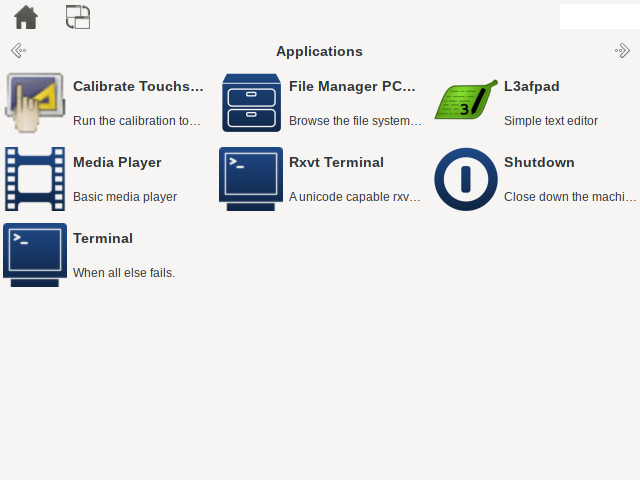 Applications
Calibrate Touchs...
Run the calibration to...
File Manager PC...
Browse the file system...
L3afpad
Simple text editor
Media Player
Basic media player
Rxvt Terminal
A unicode capable rxv...
Shutdown
Close down the machi...
Terminal
When all else fails.